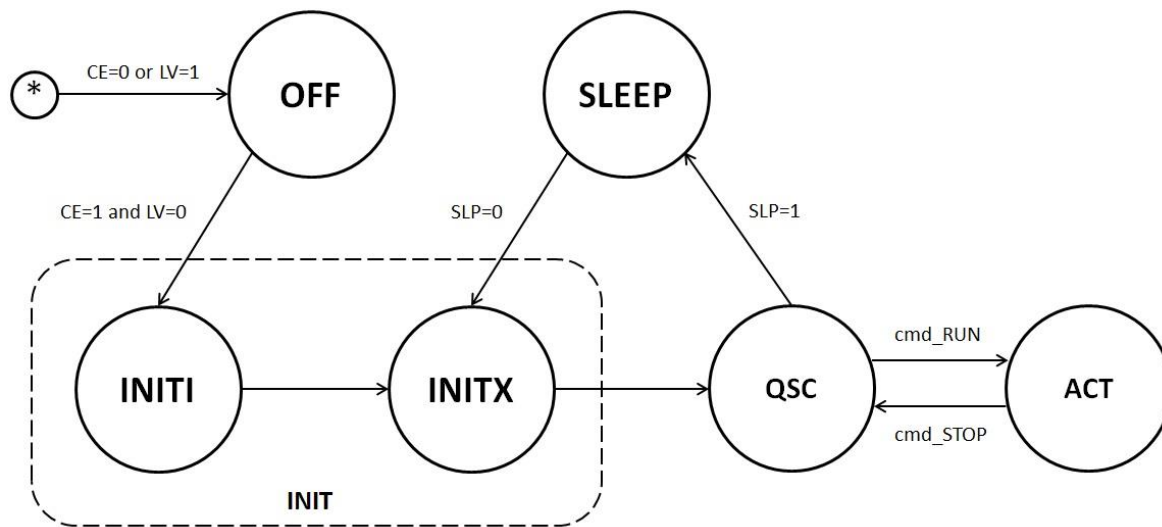 *
CE=0 or LV=1
OFF
SLEEP
CE=1 and LV=0
SLP=0
SLP=1
INITI
INITX
QSC
cmd_RUN
cmd_STOP
ACT
INIT